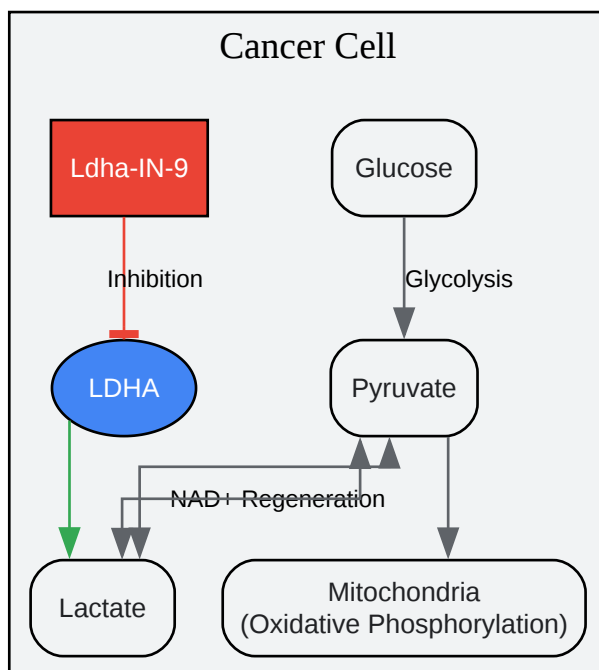 Cancer Cell
Ldha-IN-9
Glucose
Inhibition
Glycolysis
LDHA
Pyruvate
NAD+ Regeneration
Lactate
Mitochondria
(Oxidative Phosphorylation)